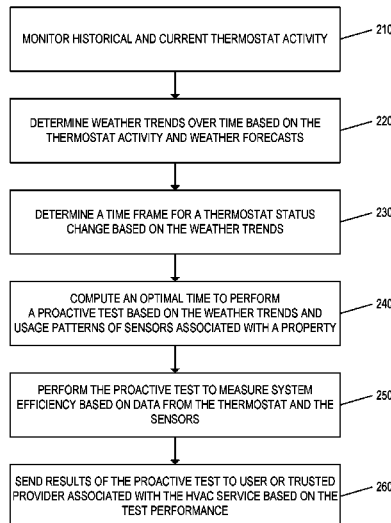 MONITOR HISTORICAL AND CURRENT THERMOSTAT ACTIVITY
210
DETERMINE WEATHER TRENDS OVER TIME BASED ON THE
THERMOSTAT ACTIVITY AND WEATHER FORECASTS
220
DETERMINE A TIME FRAME FOR A THERMOSTAT STATUS
CHANGE BASED ON THE WEATHER TRENDS
230
COMPUTE AN OPTIMAL TIME TO PERFORM
A PROACTIVE TEST BASED ON THE WEATHER TRENDS AND
USAGE PATTERNS OF SENSORS ASSOCIATED WITH A PROPERTY
240
PERFORM THE PROACTIVE TEST TO MEASURE SYSTEM
EFFICIENCY BASED ON DATA FROM THE THERMOSTAT AND THE
SENSORS
250
SEND RESULTS OF THE PROACTIVE TEST TO USER OR TRUSTED
PROVIDER ASSOCIATED WITH THE HVAC SERVICE BASED ON THE
TEST PERFORMANCE
260